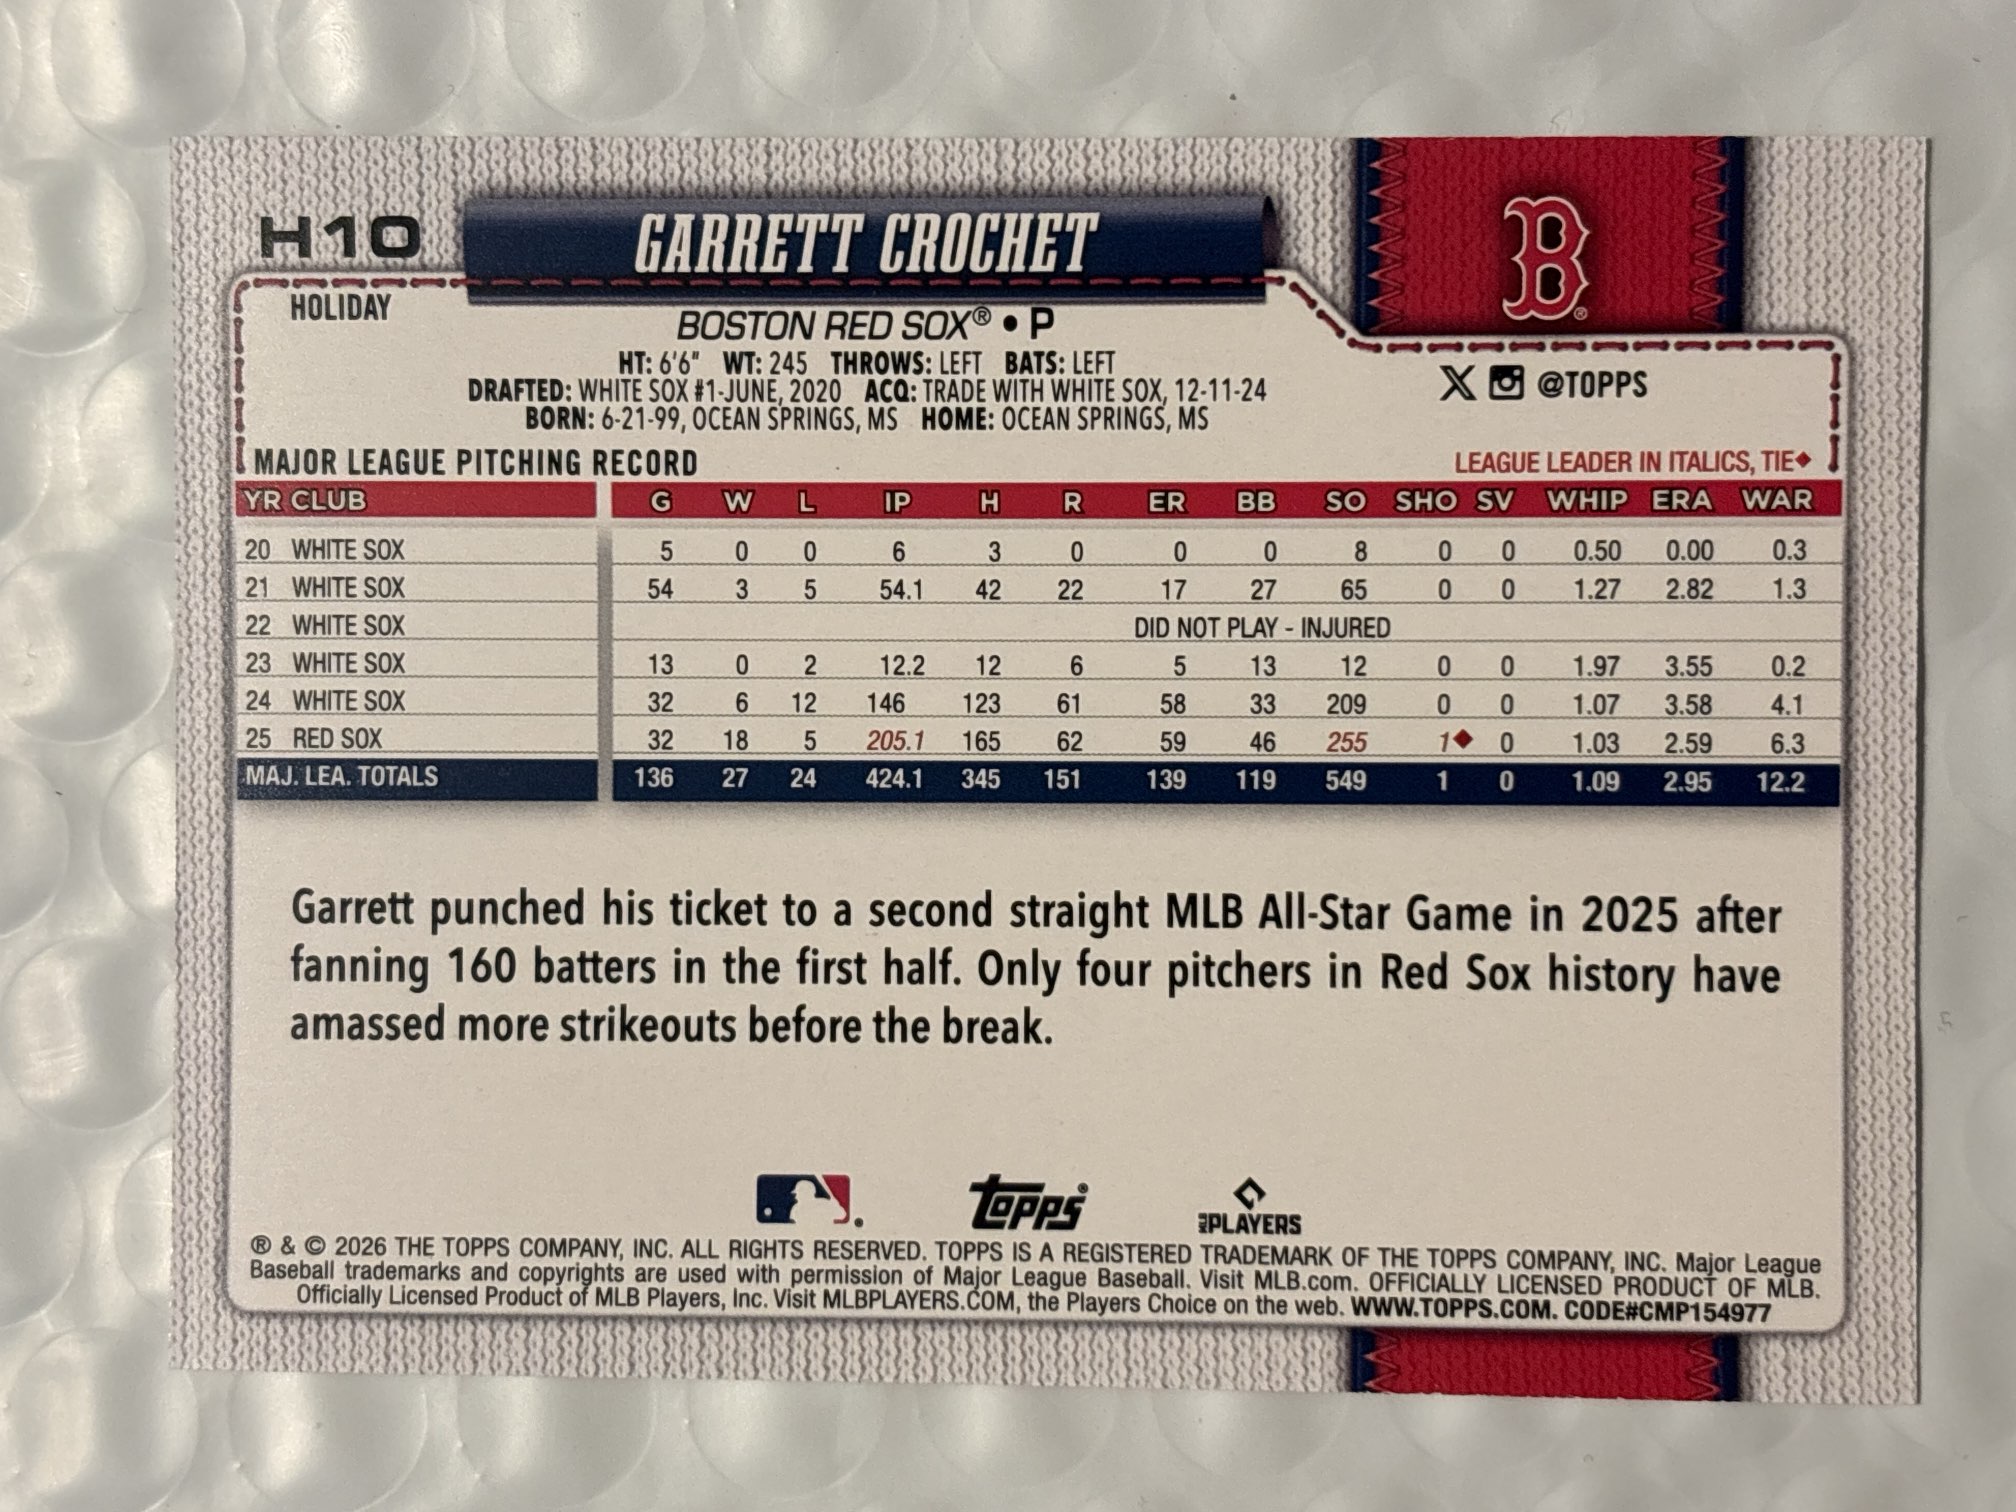 H10
GARRETT CROCHET
B®
HOLIDAY
BOSTON RED SOX® • P
HT: 6'6" WT: 245 THROWS: LEFT BATS: LEFT
DRAFTED: WHITE SOX #1-JUNE, 2020 ACQ: TRADE WITH WHITE SOX, 12-11-24
BORN: 6-21-99, OCEAN SPRINGS, MS HOME: OCEAN SPRINGS, MS
@TOPPS
MAJOR LEAGUE PITCHING RECORD LEAGUE LEADER IN ITALICS, TIE◆
YR CLUB G W L IP H R ER BB SO SHO SV WHIP ERA WAR
20 WHITE SOX 5 0 0 6 3 0 0 0 8 0 0 0.50 0.00 0.3
21 WHITE SOX 54 3 5 54.1 42 22 17 27 65 0 0 1.27 2.82 1.3
22 WHITE SOX DID NOT PLAY - INJURED
23 WHITE SOX 13 0 2 12.2 12 6 5 13 12 0 0 1.97 3.55 0.2
24 WHITE SOX 32 6 12 146 123 61 58 33 209 0 0 1.07 3.58 4.1
25 RED SOX 32 18 5 205.1 165 62 59 46 255 1◆ 0 1.03 2.59 6.3
MAJ. LEA. TOTALS 136 27 24 424.1 345 151 139 119 549 1 0 1.09 2.95 12.2
Garrett punched his ticket to a second straight MLB All-Star Game in 2025 after
fanning 160 batters in the first half. Only four pitchers in Red Sox history have
amassed more strikeouts before the break.
Topps® MLB PLAYERS
® & © 2026 THE TOPPS COMPANY, INC. ALL RIGHTS RESERVED. TOPPS IS A REGISTERED TRADEMARK OF THE TOPPS COMPANY, INC. Major League
Baseball trademarks and copyrights are used with permission of Major League Baseball. Visit MLB.com. OFFICIALLY LICENSED PRODUCT OF MLB.
Officially Licensed Product of MLB Players, Inc. Visit MLBPLAYERS.COM, the Players Choice on the web. WWW.TOPPS.COM. CODE#CMP154977